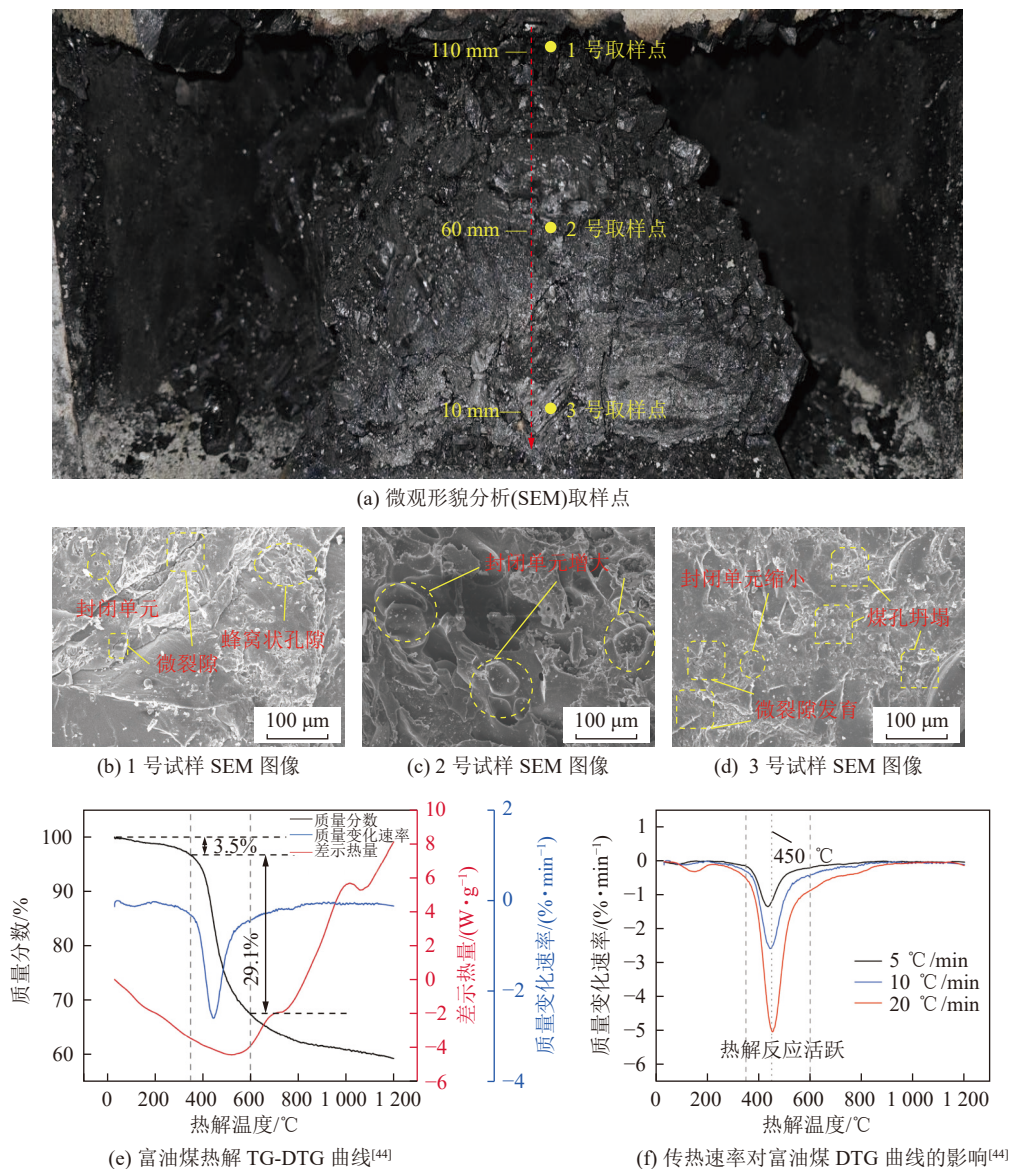 110 mm
1 号取样点
60 mm
2 号取样点
10 mm
3 号取样点
(a) 微观形貌分析(SEM)取样点
封闭单元
微裂隙
蜂窝状孔隙
100 μm
(b) 1 号试样 SEM 图像
封闭单元增大
100 μm
(c) 2 号试样 SEM 图像
封闭单元缩小
煤孔坍塌
微裂隙发育
100 μm
(d) 3 号试样 SEM 图像
质量分数
质量变化速率
差示热量
3.5%
29.1%
100
90
80
70
60
质量分数/%
10
8
6
4
2
0
−2
−4
−6
差示热量/(W·g⁻¹)
2
0
−2
−4
质量变化速率/(%·min⁻¹)
0 200 400 600 800 1 000 1 200
热解温度/℃
(e) 富油煤热解 TG-DTG 曲线[44]
1
0
−1
−2
−3
−4
−5
−6
质量变化速率/(%·min⁻¹)
450 ℃
5 ℃/min
10 ℃/min
20 ℃/min
热解反应活跃
0 200 400 600 800 1 000 1 200
热解温度/℃
(f) 传热速率对富油煤 DTG 曲线的影响[44]